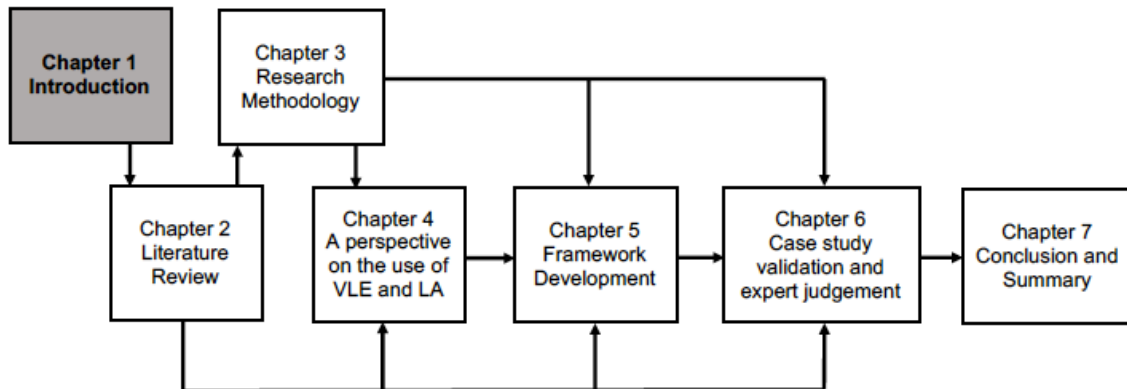 Chapter 1
Introduction
Chapter 3
Research
Methodology
Chapter 2
Literature
Review
Chapter 4
A perspective
on the use of
VLE and LA
Chapter 5
Framework
Development
Chapter 6
Case study
validation and
expert judgement
Chapter 7
Conclusion and
Summary